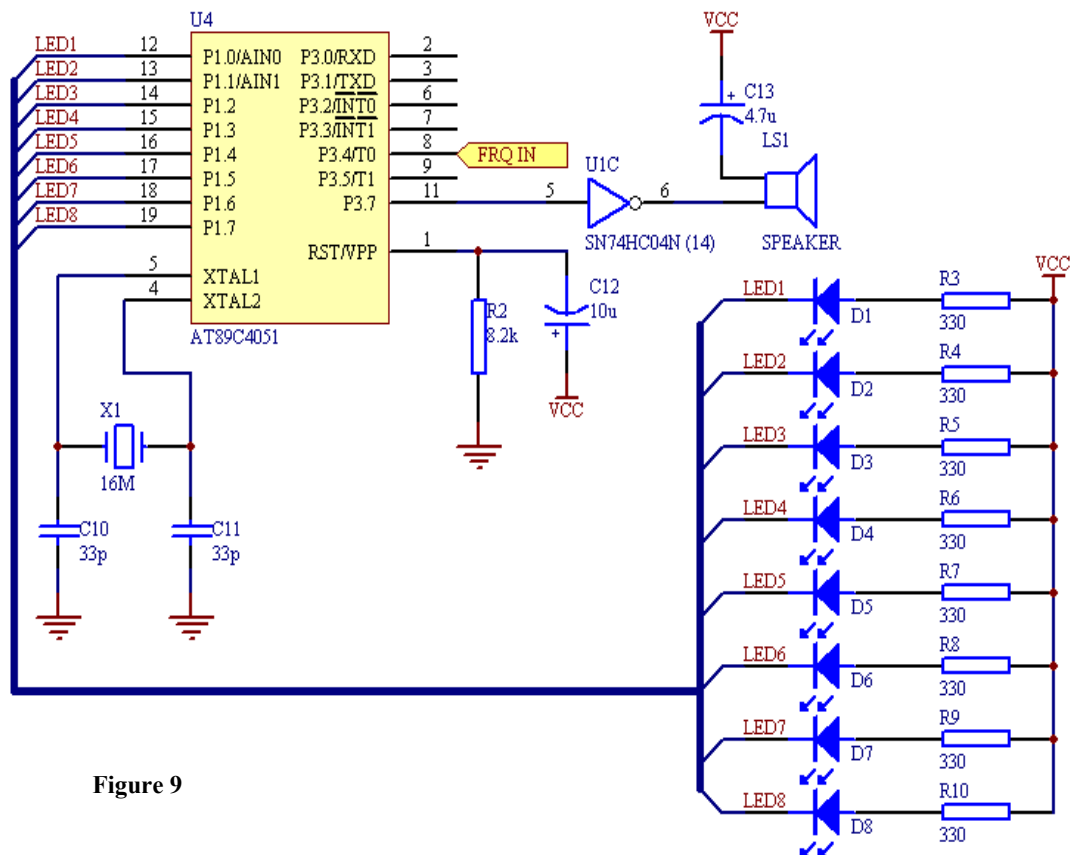 U4
LED1
LED2
LED3
LED4
LED5
LED6
LED7
LED8
12
13
14
15
16
17
18
19
5
4
P1.0/AIN0
P1.1/AIN1
P1.2
P1.3
P1.4
P1.5
P1.6
P1.7
XTAL1
XTAL2
P3.0/RXD
P3.1/TXD
P3.2/INT0
P3.3/INT1
P3.4/T0
P3.5/T1
P3.7
RST/VPP
2
3
6
7
8
9
11
1
AT89C4051
FRQ IN
5
U1C
6
SN74HC04N (14)
VCC
+
C13
4.7u
LS1
SPEAKER
R2
8.2k
C12
10u
+
VCC
X1
16M
C10
33p
C11
33p
VCC
LED1
D1
R3
330
LED2
D2
R4
330
LED3
D3
R5
330
LED4
D4
R6
330
LED5
D5
R7
330
LED6
D6
R8
330
LED7
D7
R9
330
LED8
D8
R10
330
Figure 9